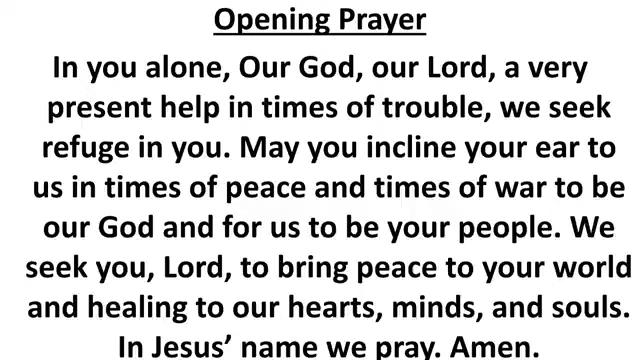 Opening Prayer
In you alone, Our God, our Lord, a very
present help in times of trouble, we seek
refuge in you. May you incline your ear to
us in times of peace and times of war to be
our God and for us to be your people. We
seek you, Lord, to bring peace to your world
and healing to our hearts, minds, and souls.
In Jesus’ name we pray. Amen.